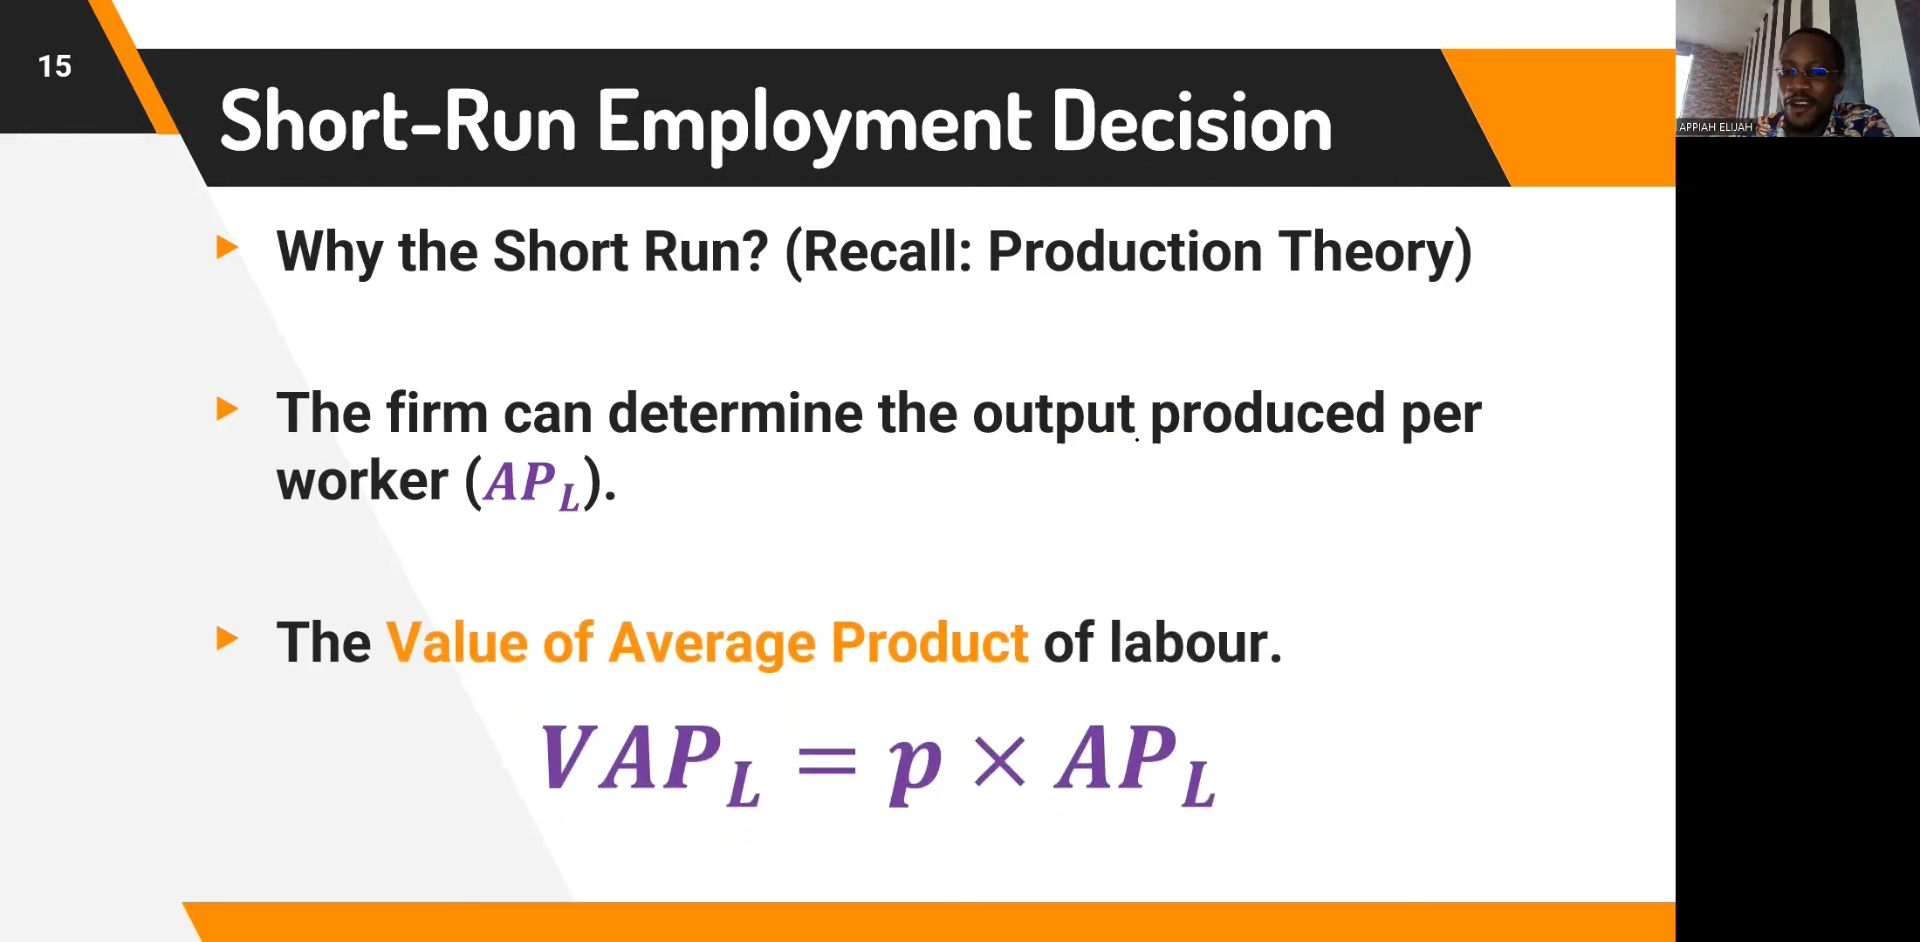 15
Short-Run Employment Decision
Why the Short Run? (Recall: Production Theory)
The firm can determine the output produced per
worker (AP_L).
The Value of Average Product of labour.
VAP_L = p × AP_L
APPIAH ELIJAH